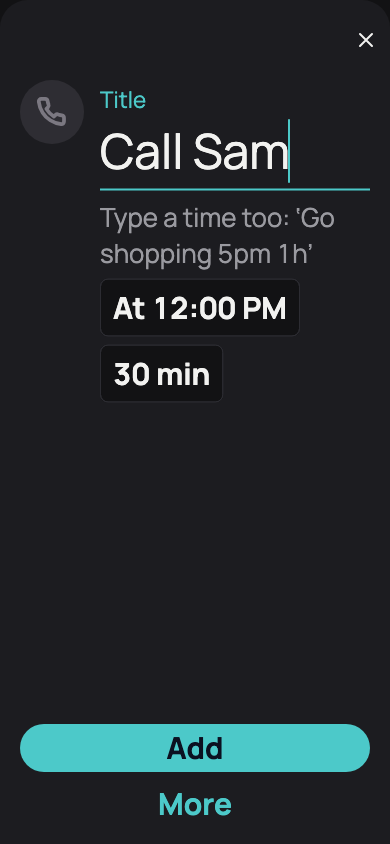 Title
Call Sam
Type a time too: ‘Go
shopping 5pm 1h’
At 12:00 PM
30 min
Add
More